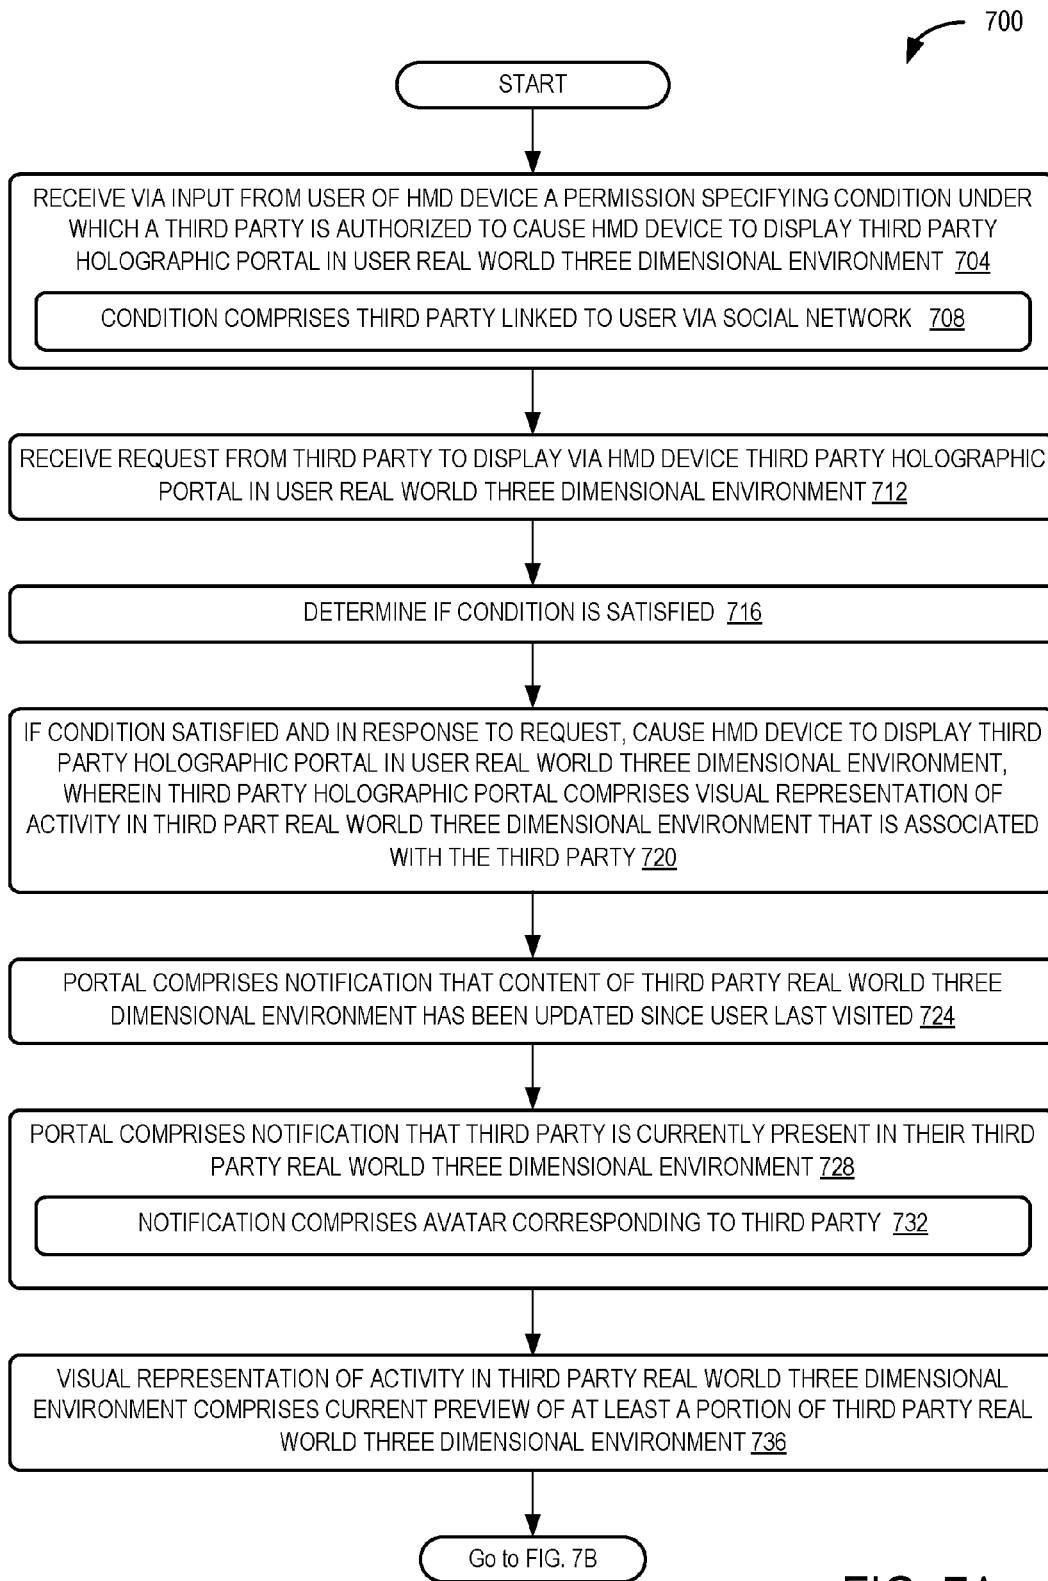 700
START
RECEIVE VIA INPUT FROM USER OF HMD DEVICE A PERMISSION SPECIFYING CONDITION UNDER
WHICH A THIRD PARTY IS AUTHORIZED TO CAUSE HMD DEVICE TO DISPLAY THIRD PARTY
HOLOGRAPHIC PORTAL IN USER REAL WORLD THREE DIMENSIONAL ENVIRONMENT 704
CONDITION COMPRISES THIRD PARTY LINKED TO USER VIA SOCIAL NETWORK 708
RECEIVE REQUEST FROM THIRD PARTY TO DISPLAY VIA HMD DEVICE THIRD PARTY HOLOGRAPHIC
PORTAL IN USER REAL WORLD THREE DIMENSIONAL ENVIRONMENT 712
DETERMINE IF CONDITION IS SATISFIED 716
IF CONDITION SATISFIED AND IN RESPONSE TO REQUEST, CAUSE HMD DEVICE TO DISPLAY THIRD
PARTY HOLOGRAPHIC PORTAL IN USER REAL WORLD THREE DIMENSIONAL ENVIRONMENT,
WHEREIN THIRD PARTY HOLOGRAPHIC PORTAL COMPRISES VISUAL REPRESENTATION OF
ACTIVITY IN THIRD PART REAL WORLD THREE DIMENSIONAL ENVIRONMENT THAT IS ASSOCIATED
WITH THE THIRD PARTY 720
PORTAL COMPRISES NOTIFICATION THAT CONTENT OF THIRD PARTY REAL WORLD THREE
DIMENSIONAL ENVIRONMENT HAS BEEN UPDATED SINCE USER LAST VISITED 724
PORTAL COMPRISES NOTIFICATION THAT THIRD PARTY IS CURRENTLY PRESENT IN THEIR THIRD
PARTY REAL WORLD THREE DIMENSIONAL ENVIRONMENT 728
NOTIFICATION COMPRISES AVATAR CORRESPONDING TO THIRD PARTY 732
VISUAL REPRESENTATION OF ACTIVITY IN THIRD PARTY REAL WORLD THREE DIMENSIONAL
ENVIRONMENT COMPRISES CURRENT PREVIEW OF AT LEAST A PORTION OF THIRD PARTY REAL
WORLD THREE DIMENSIONAL ENVIRONMENT 736
Go to FIG. 7B